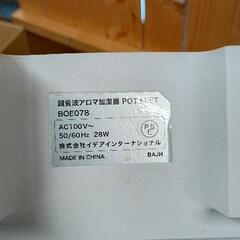 超音波アロマ加湿器 POT MIST
BOE078
AC100V～
50/60Hz 28W
PSE
株式会社イデアインターナショナル
MADE IN CHINA BAJH